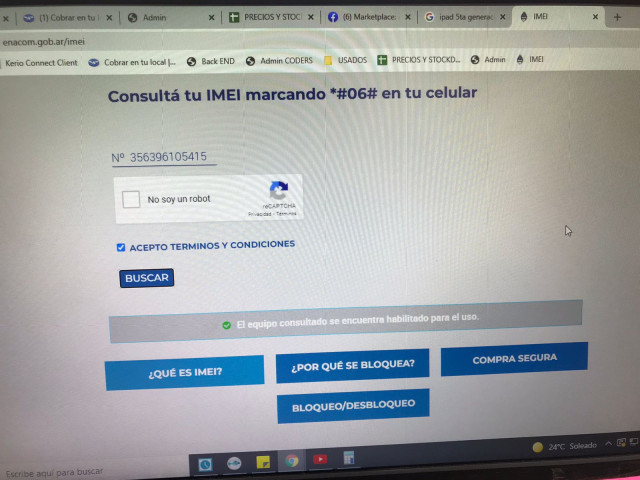 (1) Cobrar en tu l
Admin
PRECIOS Y STOC
(6) Marketplace
ipad 5ta generac
IMEI
enacom.gob.ar/imei
Kerio Connect Client
Cobrar en tu local |...
Back END
Admin CODERS
USADOS
PRECIOS Y STOCKD...
Admin
IMEI
Consultá tu IMEI marcando *#06# en tu celular
Nº 356396105415
No soy un robot
reCAPTCHA
Privacidad - Términos
ACEPTO TERMINOS Y CONDICIONES
BUSCAR
El equipo consultado se encuentra habilitado para el uso.
¿QUÉ ES IMEI?
¿POR QUÉ SE BLOQUEA?
COMPRA SEGURA
BLOQUEO/DESBLOQUEO
24°C Soleado
Escribe aquí para buscar